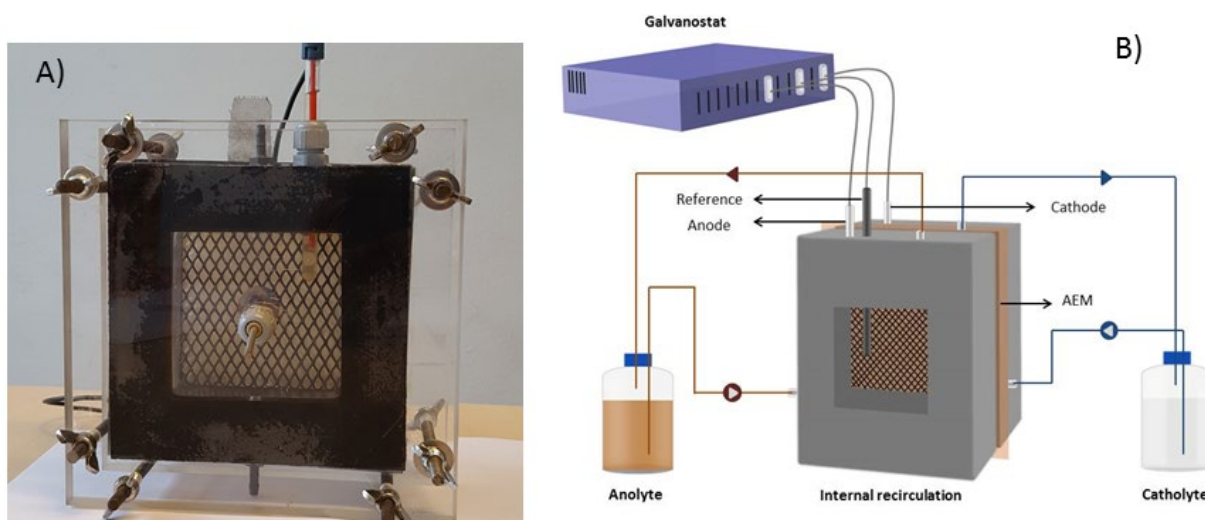 A)
Galvanostat
B)
Reference
Anode
Cathode
AEM
Anolyte
Internal recirculation
Catholyte